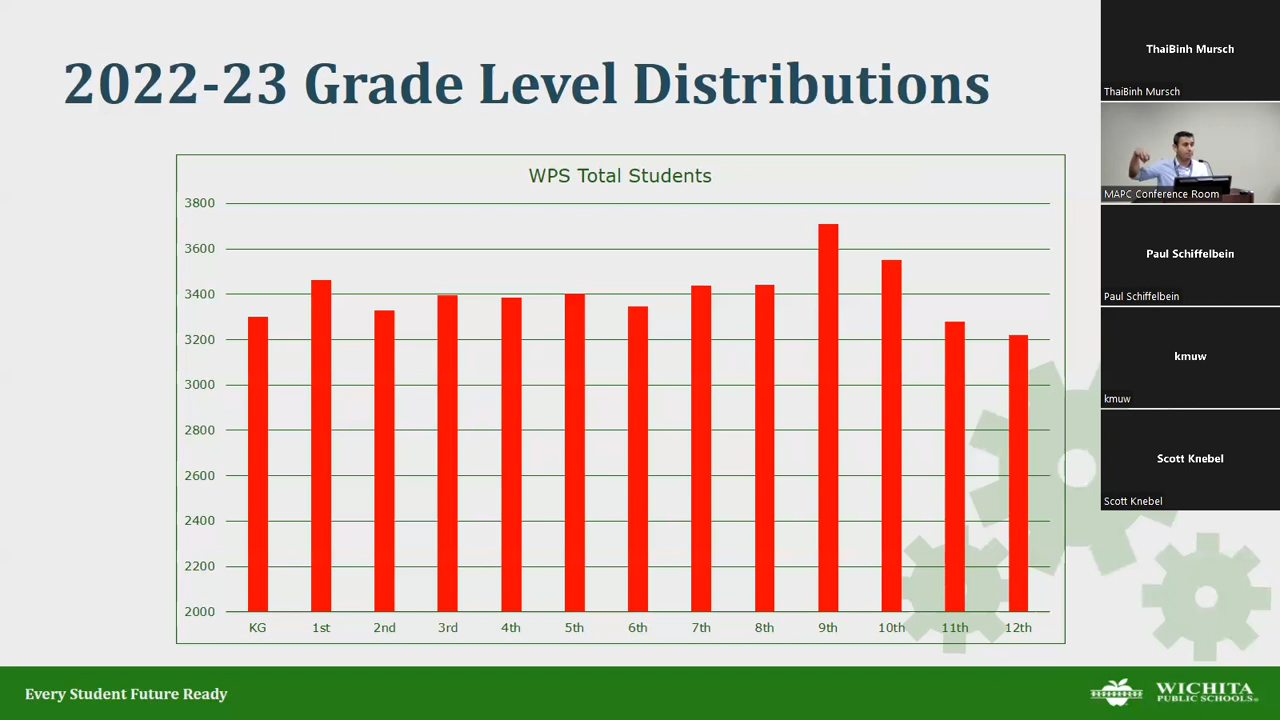 2022-23 Grade Level Distributions
WPS Total Students
3800
3600
3400
3200
3000
2800
2600
2400
2200
2000
KG 1st 2nd 3rd 4th 5th 6th 7th 8th 9th 10th 11th 12th
Every Student Future Ready
WICHITA
PUBLIC SCHOOLS
ThaiBinh Mursch
ThaiBinh Mursch
MAPC Conference Room
Paul Schiffelbein
Paul Schiffelbein
kmuw
kmuw
Scott Knebel
Scott Knebel